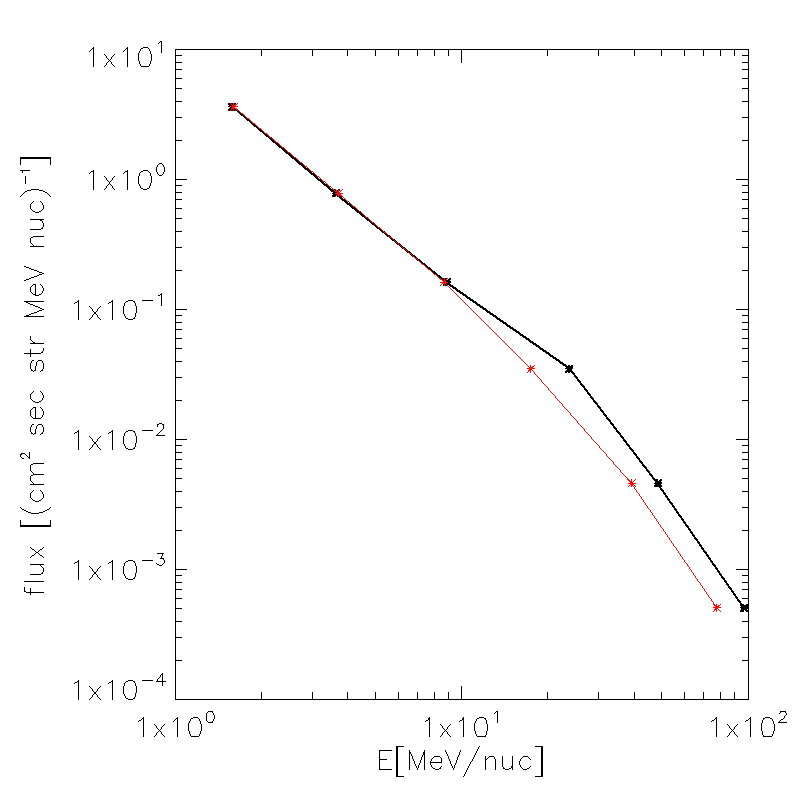 1x10¹
1x10⁰
1x10⁻¹
1x10⁻²
1x10⁻³
1x10⁻⁴
flux [(cm² sec str MeV nuc)⁻¹]
1x10⁰ 1x10¹ 1x10²
E[MeV/nuc]